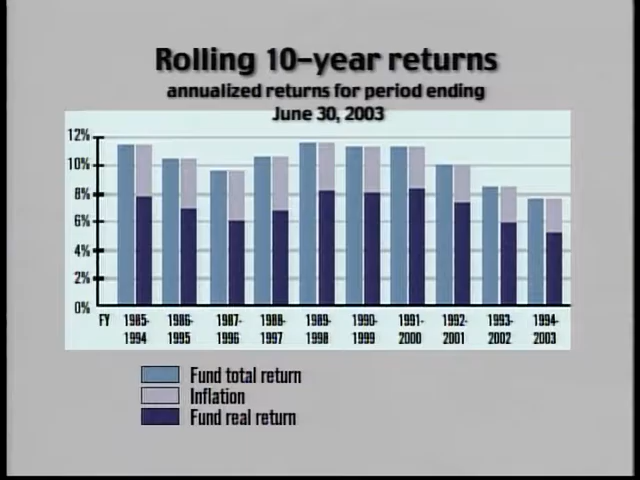 Rolling 10-year returns
annualized returns for period ending
June 30, 2003
12%
10%
8%
6%
4%
2%
0%
FY 1985- 1986- 1987- 1988- 1989- 1990- 1991- 1992- 1993- 1994-
1994 1995 1996 1997 1998 1999 2000 2001 2002 2003
Fund total return
Inflation
Fund real return